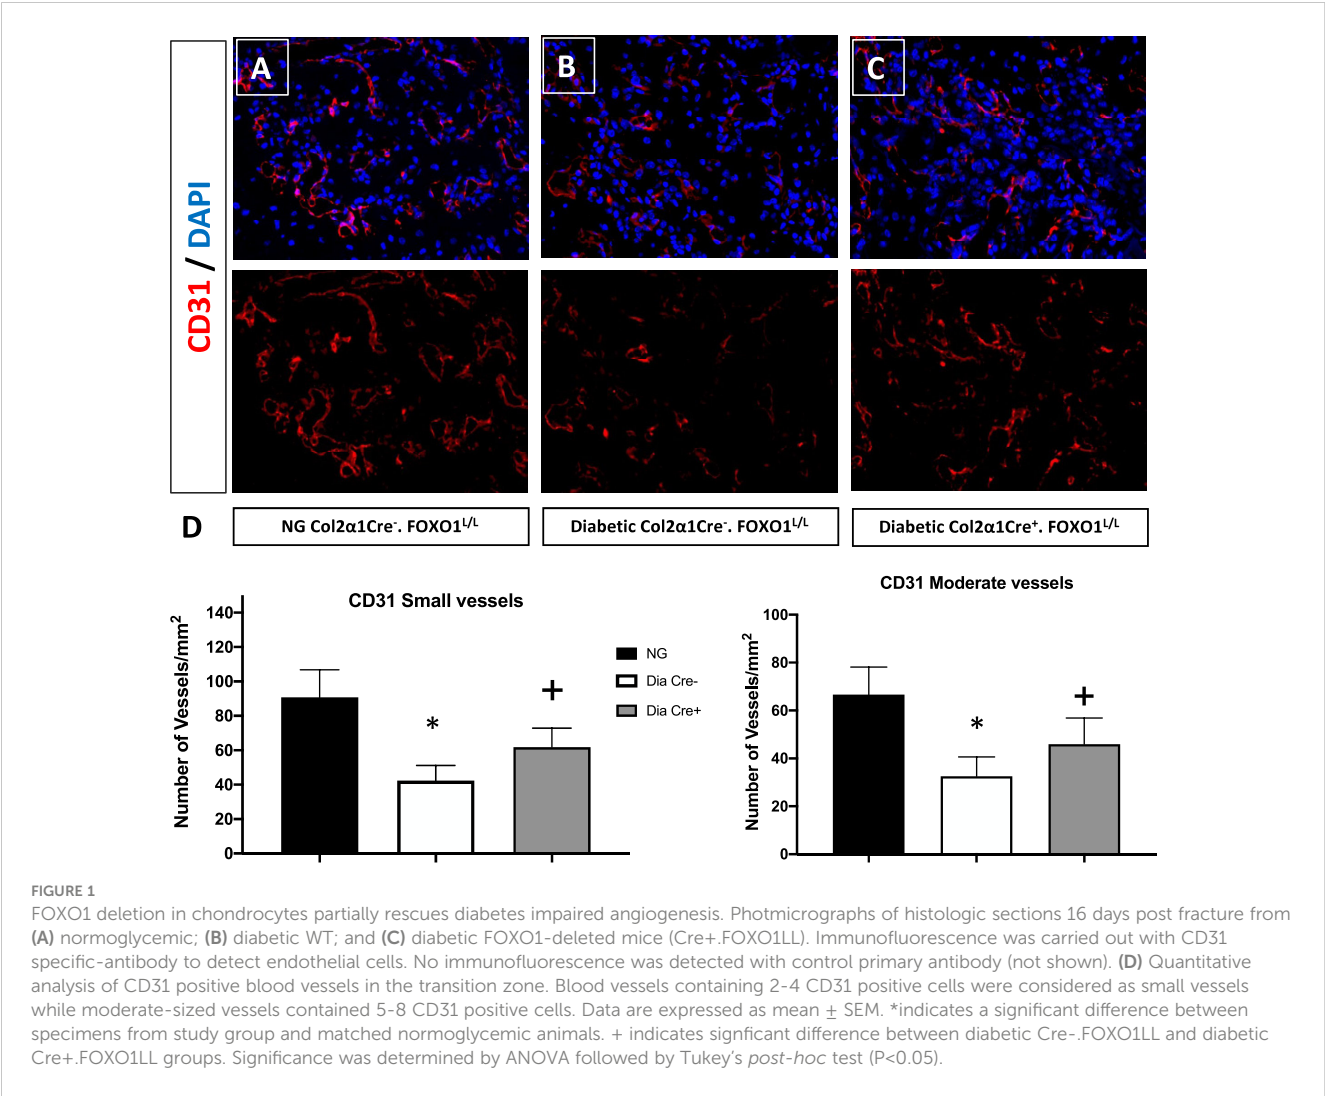 A
B
C
CD31 / DAPI
D
NG Col2α1Cre-. FOXO1L/L
Diabetic Col2α1Cre-. FOXO1L/L
Diabetic Col2α1Cre+. FOXO1L/L
CD31 Small vessels
Number of Vessels/mm2
140
120
100
80
60
40
20
0
*
+
NG
Dia Cre-
Dia Cre+
CD31 Moderate vessels
Number of Vessels/mm2
100
80
60
40
20
0
*
+
FIGURE 1
FOXO1 deletion in chondrocytes partially rescues diabetes impaired angiogenesis. Photmicrographs of histologic sections 16 days post fracture from
(A) normoglycemic; (B) diabetic WT; and (C) diabetic FOXO1-deleted mice (Cre+.FOXO1LL). Immunofluorescence was carried out with CD31
specific-antibody to detect endothelial cells. No immunofluorescence was detected with control primary antibody (not shown). (D) Quantitative
analysis of CD31 positive blood vessels in the transition zone. Blood vessels containing 2-4 CD31 positive cells were considered as small vessels
while moderate-sized vessels contained 5-8 CD31 positive cells. Data are expressed as mean ± SEM. *indicates a significant difference between
specimens from study group and matched normoglycemic animals. + indicates signficant difference between diabetic Cre-.FOXO1LL and diabetic
Cre+.FOXO1LL groups. Significance was determined by ANOVA followed by Tukey's post-hoc test (P<0.05).